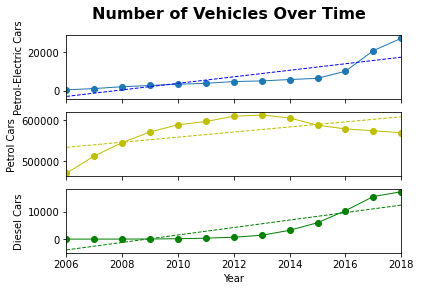 Number of Vehicles Over Time
Petrol-Electric Cars
20000
0
Petrol Cars
600000
500000
Diesel Cars
10000
0
2006 2008 2010 2012 2014 2016 2018
Year